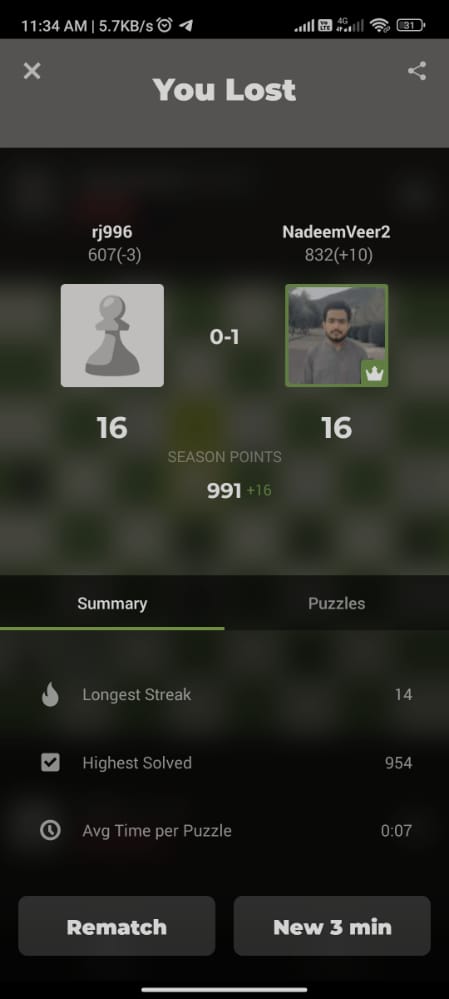 11:34 AM | 5.7KB/s
4G
31
You Lost
rj996
607(-3)
NadeemVeer2
832(+10)
0-1
16
16
SEASON POINTS
991 +16
Summary
Puzzles
Longest Streak
14
Highest Solved
954
Avg Time per Puzzle
0:07
Rematch
New 3 min